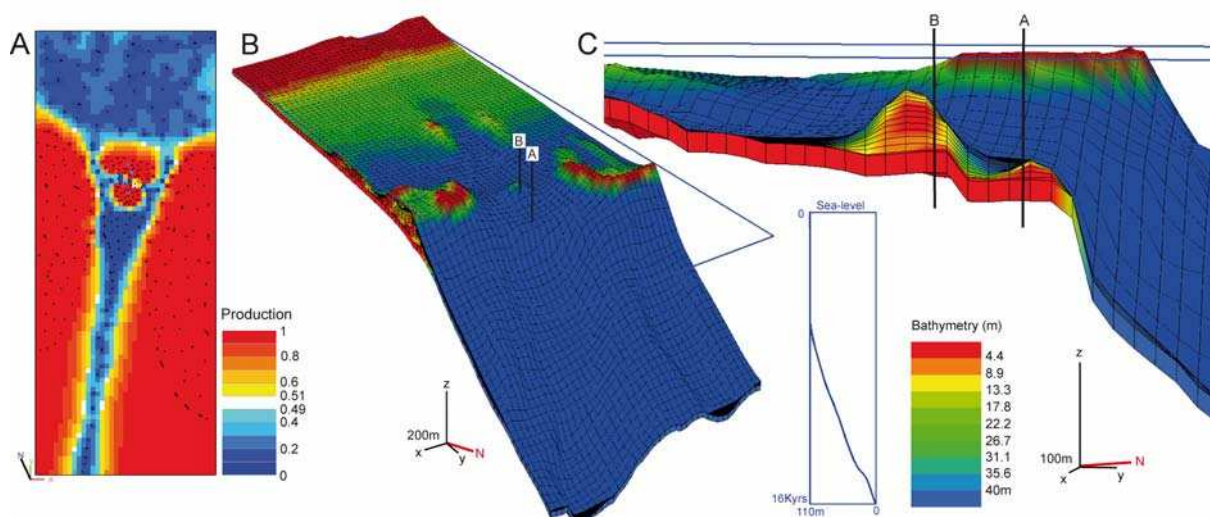 A
B
C
B
A
B
A
Production
1
0.8
0.6
0.51
0.49
0.4
0.2
0
N
200m
z
x
y
N
Sea-level
0
16Kyrs
110m
0
Bathymetry (m)
4.4
8.9
13.3
17.8
22.2
26.7
31.1
35.6
40m
z
100m
x
y
N